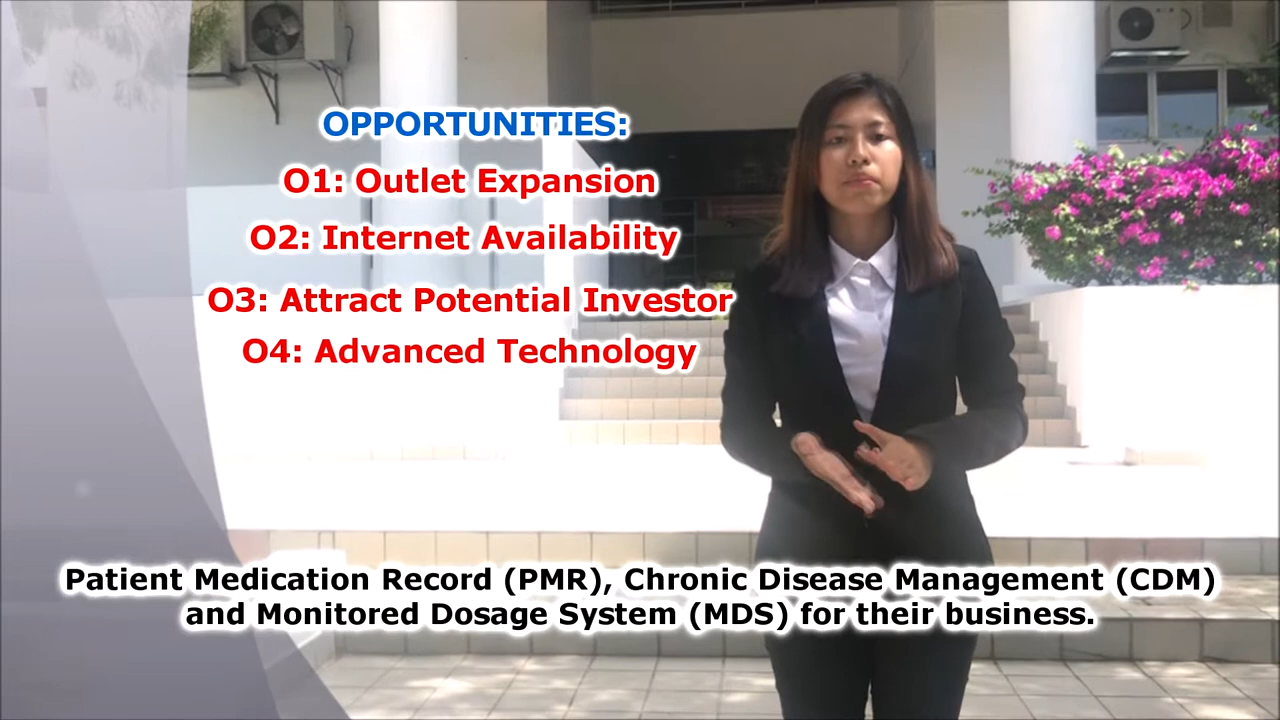 OPPORTUNITIES:
O1: Outlet Expansion
O2: Internet Availability
O3: Attract Potential Investor
O4: Advanced Technology
Patient Medication Record (PMR), Chronic Disease Management (CDM)
and Monitored Dosage System (MDS) for their business.